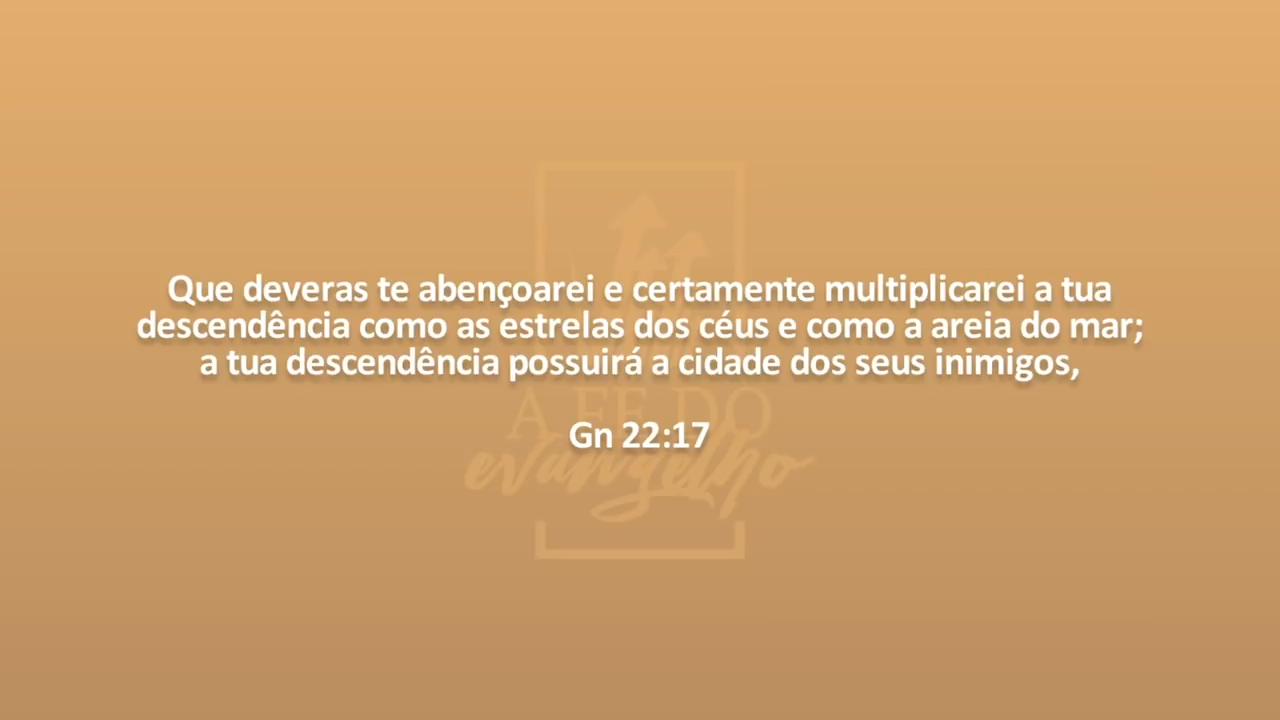 Que deveras te abençoarei e certamente multiplicarei a tua
descendência como as estrelas dos céus e como a areia do mar;
a tua descendência possuirá a cidade dos seus inimigos,
A FÉ DO
Gn 22:17
evangelho